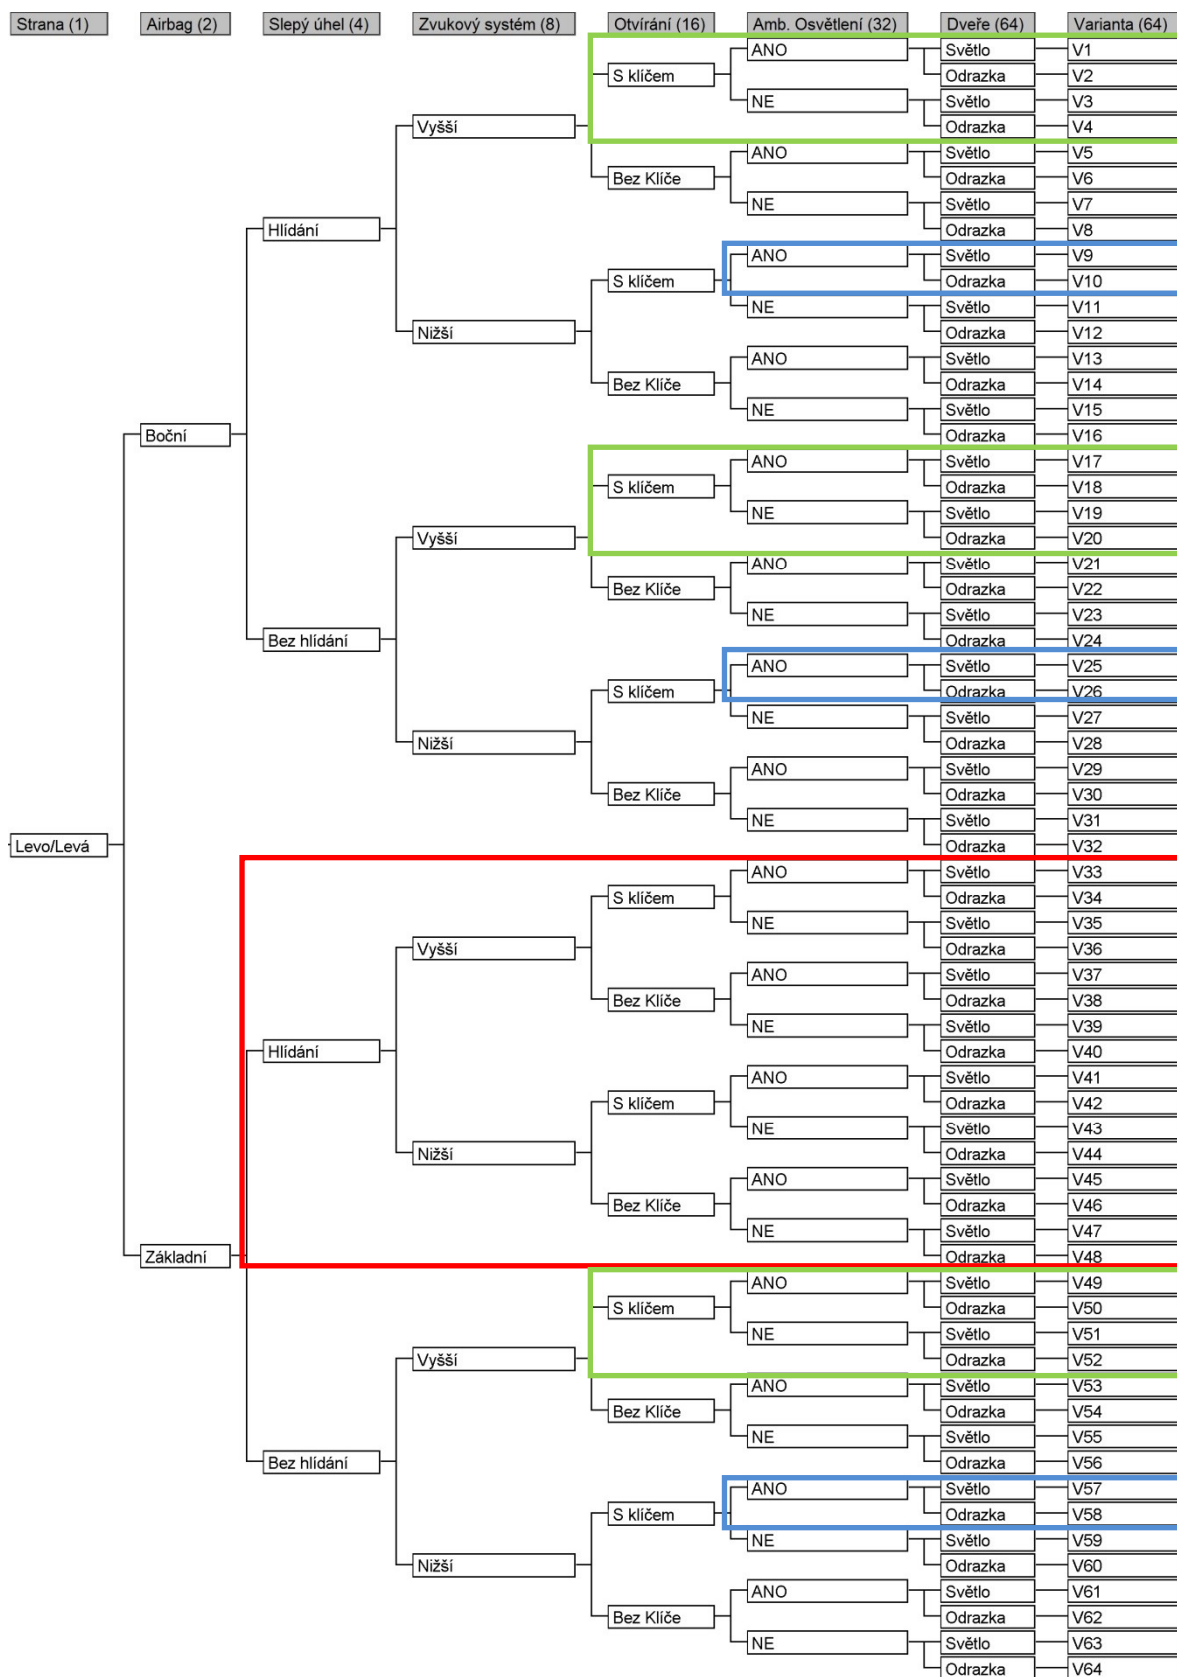 Strana (1) Airbag (2) Slepý úhel (4) Zvukový systém (8) Otvírání (16) Amb. Osvětlení (32) Dveře (64) Varianta (64)
ANO Světlo V1
S klíčem Odrazka V2
NE Světlo V3
Vyšší Odrazka V4
ANO Světlo V5
Bez Klíče Odrazka V6
NE Světlo V7
Hlídání Odrazka V8
ANO Světlo V9
S klíčem Odrazka V10
NE Světlo V11
Nižší Odrazka V12
ANO Světlo V13
Bez Klíče Odrazka V14
NE Světlo V15
Boční Odrazka V16
ANO Světlo V17
S klíčem Odrazka V18
NE Světlo V19
Vyšší Odrazka V20
ANO Světlo V21
Bez Klíče Odrazka V22
NE Světlo V23
Bez hlídání Odrazka V24
ANO Světlo V25
S klíčem Odrazka V26
NE Světlo V27
Nižší Odrazka V28
ANO Světlo V29
Bez Klíče Odrazka V30
NE Světlo V31
Levo/Levá Odrazka V32
ANO Světlo V33
S klíčem Odrazka V34
NE Světlo V35
Vyšší Odrazka V36
ANO Světlo V37
Bez Klíče Odrazka V38
NE Světlo V39
Hlídání Odrazka V40
ANO Světlo V41
S klíčem Odrazka V42
NE Světlo V43
Nižší Odrazka V44
ANO Světlo V45
Bez Klíče Odrazka V46
NE Světlo V47
Základní Odrazka V48
ANO Světlo V49
S klíčem Odrazka V50
NE Světlo V51
Vyšší Odrazka V52
ANO Světlo V53
Bez Klíče Odrazka V54
NE Světlo V55
Bez hlídání Odrazka V56
ANO Světlo V57
S klíčem Odrazka V58
NE Světlo V59
Nižší Odrazka V60
ANO Světlo V61
Bez Klíče Odrazka V62
NE Světlo V63
Odrazka V64